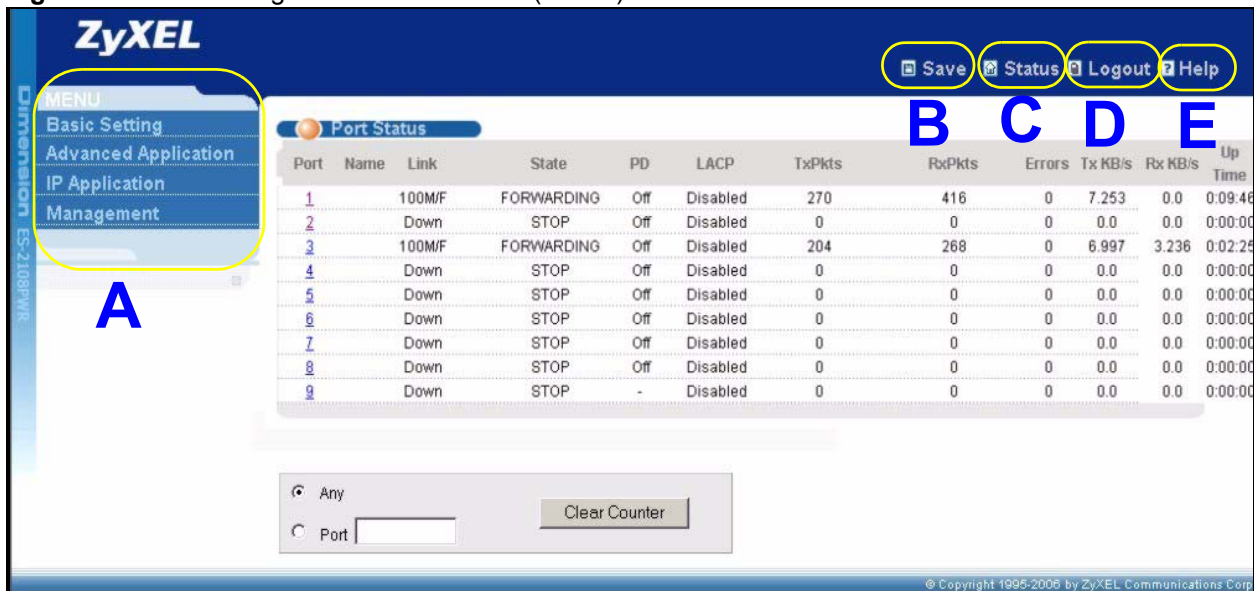 ZyXEL
Save Status Logout Help
B C D E
MENU
Basic Setting
Advanced Application
IP Application
Management
A
Dimension ES-2108PWR
Port Status
Port Name Link State PD LACP TxPkts RxPkts Errors Tx KB/s Rx KB/s Up Time
1 100M/F FORWARDING Off Disabled 270 416 0 7.253 0.0 0:09:46
2 Down STOP Off Disabled 0 0 0 0.0 0.0 0:00:00
3 100M/F FORWARDING Off Disabled 204 268 0 6.997 3.236 0:02:25
4 Down STOP Off Disabled 0 0 0 0.0 0.0 0:00:00
5 Down STOP Off Disabled 0 0 0 0.0 0.0 0:00:00
6 Down STOP Off Disabled 0 0 0 0.0 0.0 0:00:00
7 Down STOP Off Disabled 0 0 0 0.0 0.0 0:00:00
8 Down STOP Off Disabled 0 0 0 0.0 0.0 0:00:00
9 Down STOP - Disabled 0 0 0 0.0 0.0 0:00:00
Any
Port
Clear Counter
© Copyright 1995-2006 by ZyXEL Communications Corp